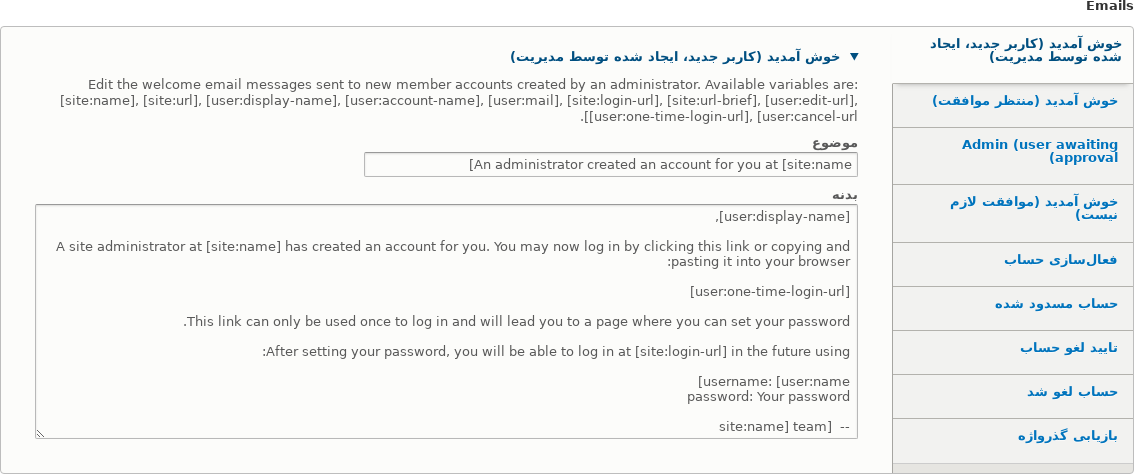 Emails
خوش آمدید (کاربر جدید، ایجاد
شده توسط مدیریت)
خوش آمدید (منتظر موافقت)
Admin (user awaiting
approval)
خوش آمدید (موافقت لازم
نیست)
فعال‌سازی حساب
حساب مسدود شده
تایید لغو حساب
حساب لغو شد
بازیابی گذرواژه
▼ خوش آمدید (کاربر جدید، ایجاد شده توسط مدیریت)
Edit the welcome email messages sent to new member accounts created by an administrator. Available variables are:
[site:name], [site:url], [user:display-name], [user:account-name], [user:mail], [site:login-url], [site:url-brief], [user:edit-url],
[user:one-time-login-url], [user:cancel-url]].
موضوع
An administrator created an account for you at [site:name]
بدنه
[user:display-name],
A site administrator at [site:name] has created an account for you. You may now log in by clicking this link or copying and
pasting it into your browser:
[user:one-time-login-url]
This link can only be used once to log in and will lead you to a page where you can set your password.
After setting your password, you will be able to log in at [site:login-url] in the future using:
username: [user:name]
password: Your password
-- [site:name] team